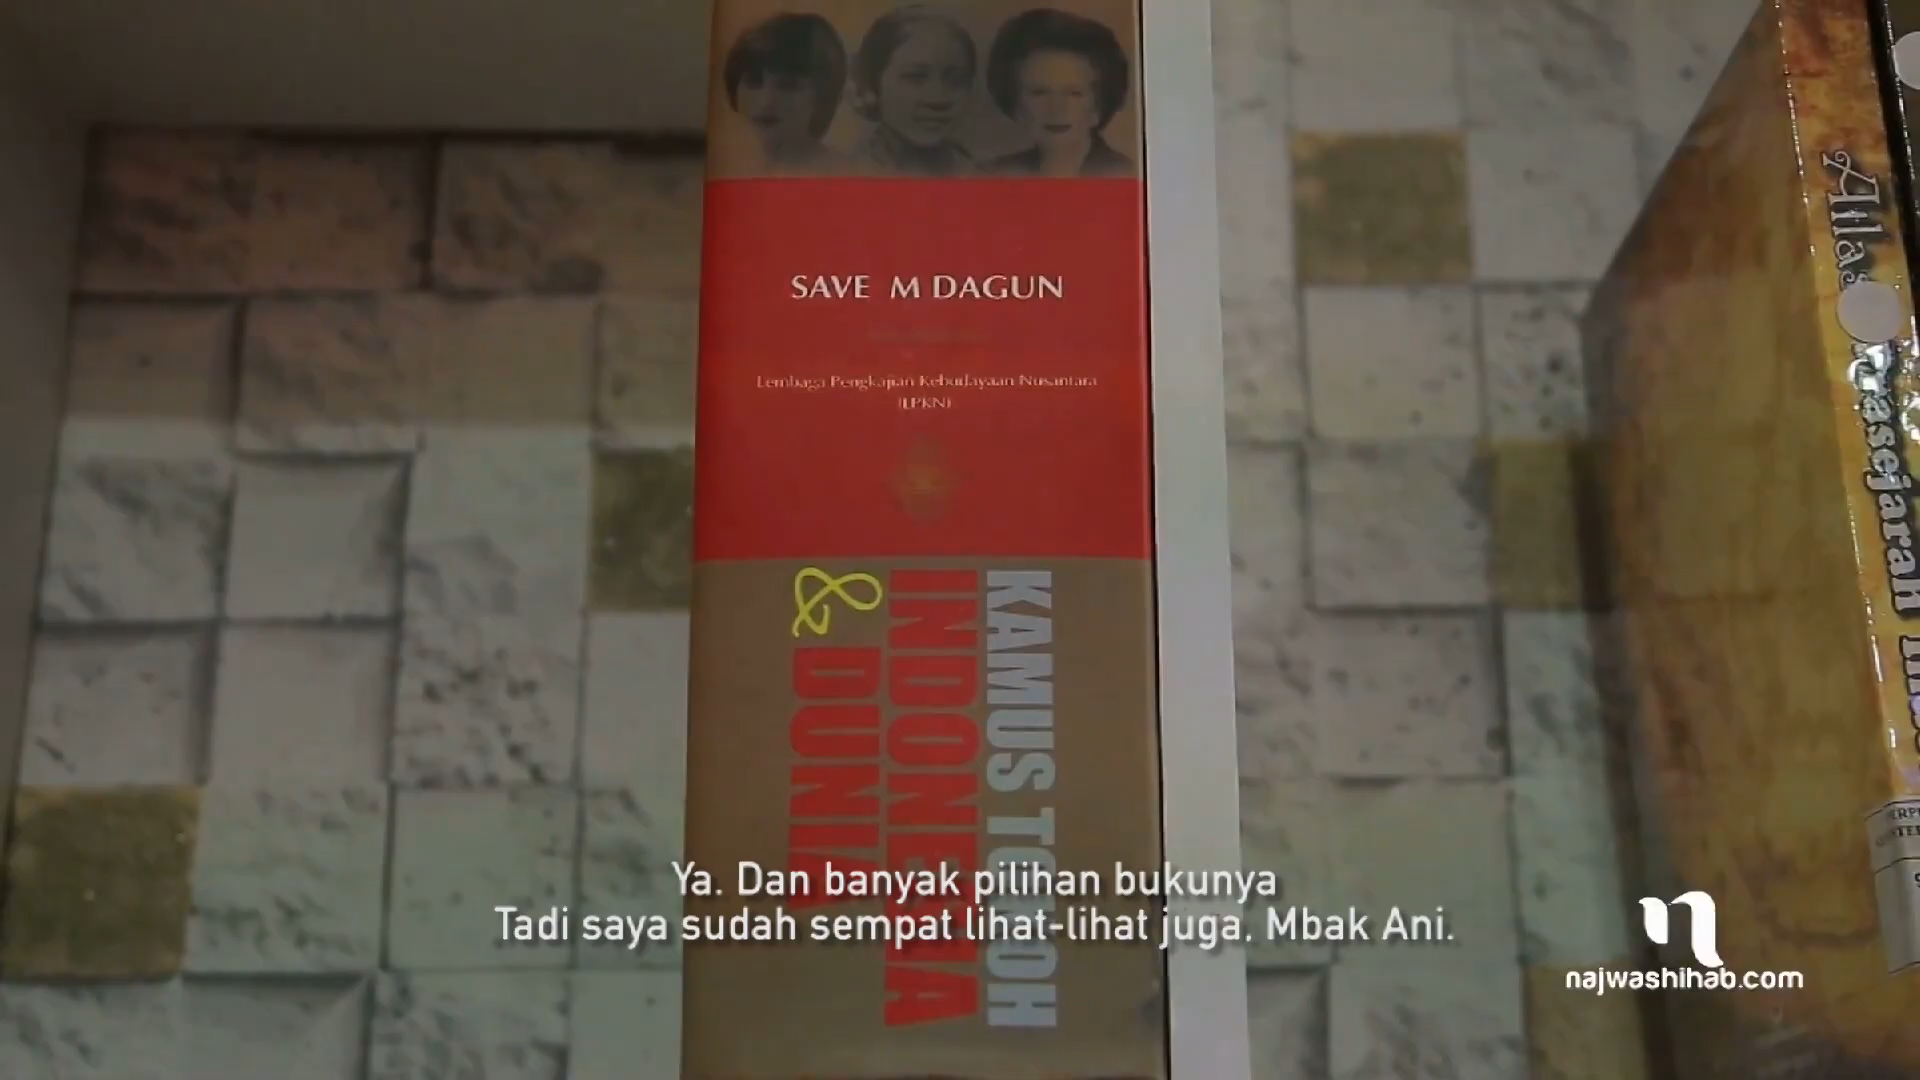 SAVE M DAGUN
Lembaga Pengkajian Kebudayaan Nusantara
(LPKN)
KAMUS TOKOH
INDONESIA
& DUNIA
Atlas
Prasejarah
Ya. Dan banyak pilihan bukunya
Tadi saya sudah sempat lihat-lihat juga, Mbak Ani.
najwashihab.com